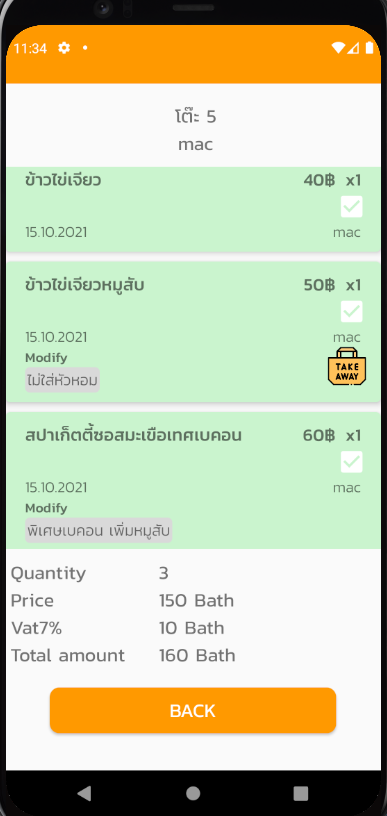 11:34
โต๊ะ 5
mac
ข้าวไข่เจียว 40฿ x1
15.10.2021 mac
ข้าวไข่เจียวหมูสับ 50฿ x1
15.10.2021 mac
Modify
ไม่ใส่หัวหอม
TAKE
AWAY
สปาเก็ตตี้ซอสมะเขือเทศเบคอน 60฿ x1
15.10.2021 mac
Modify
พิเศษเบคอน เพิ่มหมูสับ
Quantity 3
Price 150 Bath
Vat7% 10 Bath
Total amount 160 Bath
BACK